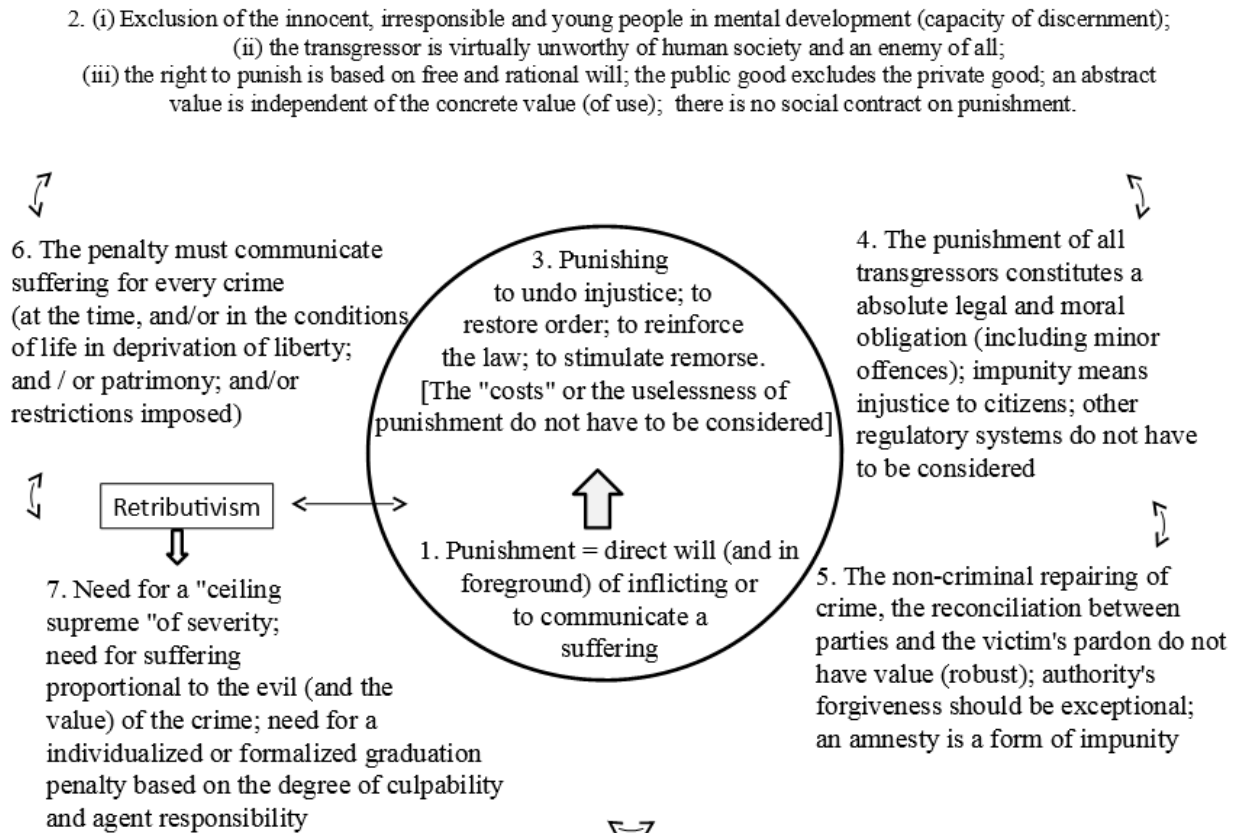 2. (i) Exclusion of the innocent, irresponsible and young people in mental development (capacity of discernment);
(ii) the transgressor is virtually unworthy of human society and an enemy of all;
(iii) the right to punish is based on free and rational will; the public good excludes the private good; an abstract
value is independent of the concrete value (of use); there is no social contract on punishment.
6. The penalty must communicate
suffering for every crime
(at the time, and/or in the conditions
of life in deprivation of liberty;
and / or patrimony; and/or
restrictions imposed)
3. Punishing
to undo injustice; to
restore order; to reinforce
the law; to stimulate remorse.
[The "costs" or the uselessness of
punishment do not have to be considered]
4. The punishment of all
transgressors constitutes a
absolute legal and moral
obligation (including minor
offences); impunity means
injustice to citizens; other
regulatory systems do not have
to be considered
Retributivism
1. Punishment = direct will (and in
foreground) of inflicting or
to communicate a
suffering
7. Need for a "ceiling
supreme "of severity;
need for suffering
proportional to the evil (and the
value) of the crime; need for a
individualized or formalized graduation
penalty based on the degree of culpability
and agent responsibility
5. The non-criminal repairing of
crime, the reconciliation between
parties and the victim's pardon do not
have value (robust); authority's
forgiveness should be exceptional;
an amnesty is a form of impunity